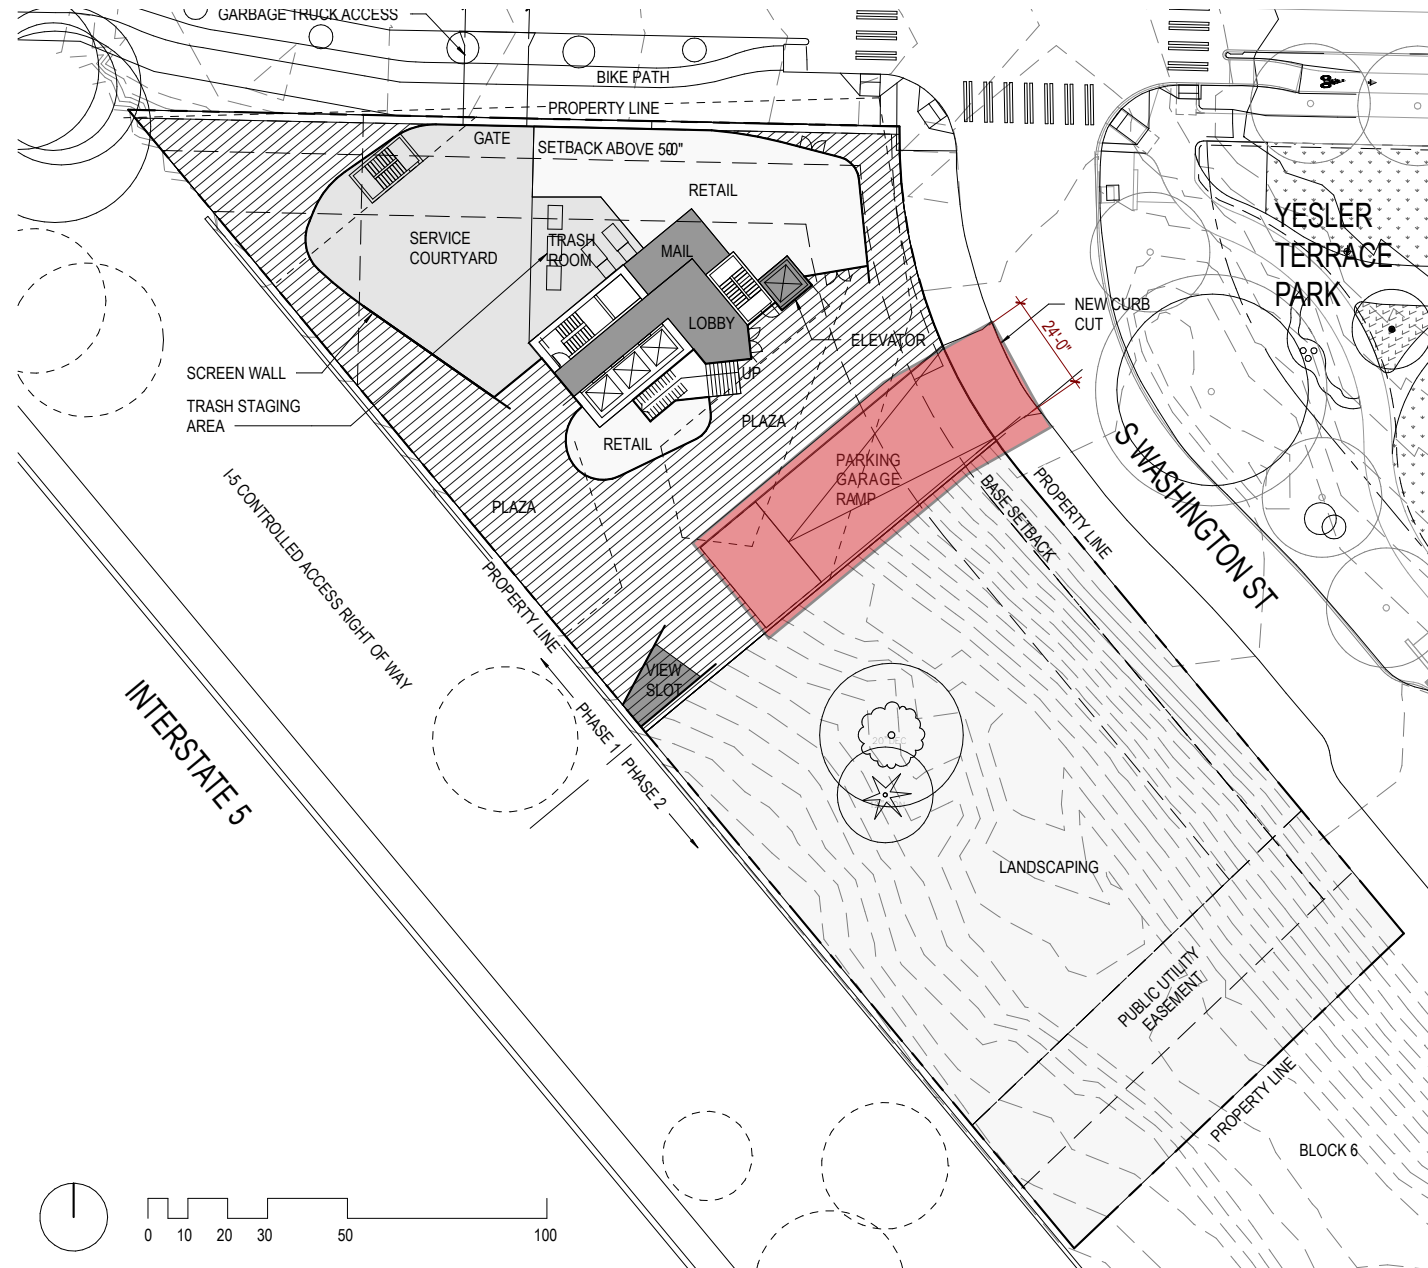 GARBAGE TRUCK ACCESS
BIKE PATH
PROPERTY LINE
GATE
SETBACK ABOVE
RETAIL
YESLER
TERRACE
PARK
SERVICE
COURTYARD
TRASH
ROOM
MAIL
LOBBY
NEW CURB
CUT
24'-0"
ELEVATOR
UP
SCREEN WALL
TRASH STAGING
AREA
RETAIL
PLAZA
PARKING
GARAGE
RAMP
S WASHINGTON ST
PROPERTY LINE
BASE SETBACK
I-5 CONTROLLED ACCESS RIGHT OF WAY
PLAZA
PROPERTY LINE
VIEW
SLOT
INTERSTATE 5
PHASE 1
PHASE 2
LANDSCAPING
PUBLIC UTILITY
EASEMENT
PROPERTY LINE
BLOCK 6
0 10 20 30 50 100